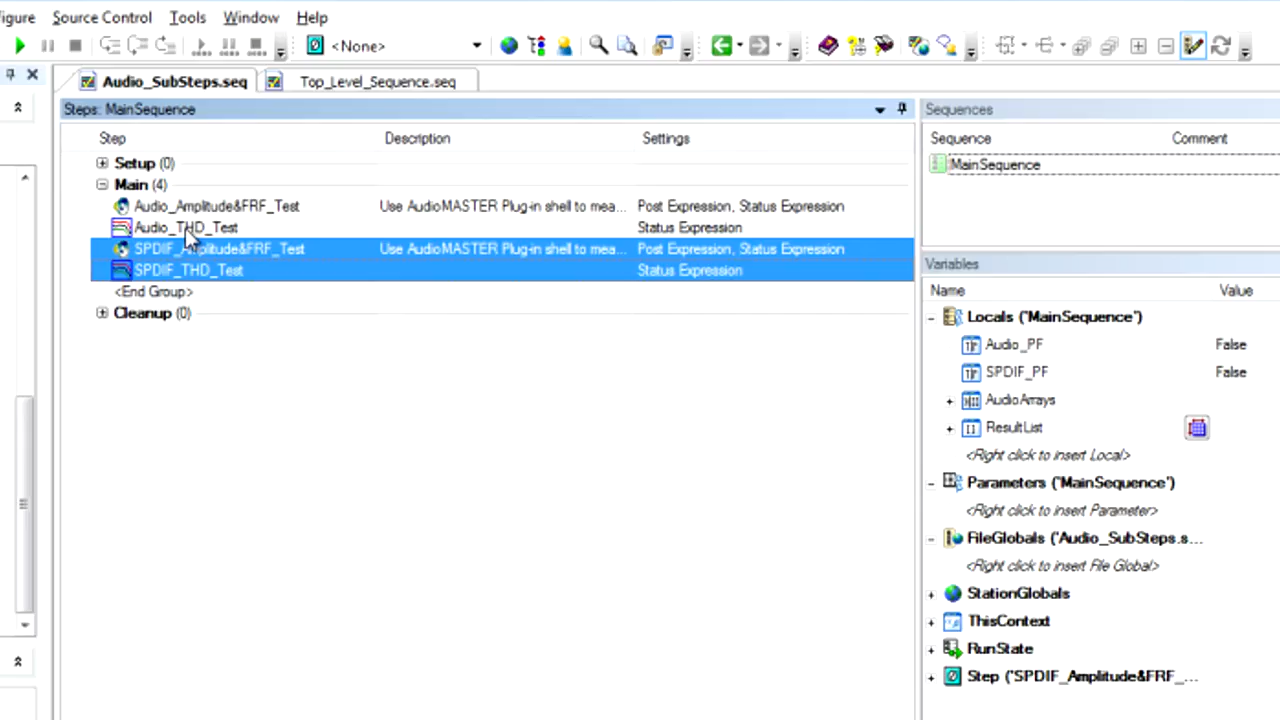 igure Source Control Tools Window Help
<None>
Audio_SubSteps.seq Top_Level_Sequence.seq
Steps: MainSequence
Step Description Settings
Setup (0)
Main (4)
Audio_Amplitude&FRF_Test Use AudioMASTER Plug-in shell to mea... Post Expression, Status Expression
Audio_THD_Test Status Expression
SPDIF_Amplitude&FRF_Test Use AudioMASTER Plug-in shell to mea... Post Expression, Status Expression
SPDIF_THD_Test Status Expression
<End Group>
Cleanup (0)
Sequences
Sequence Comment
MainSequence
Variables
Name Value
Locals ('MainSequence')
Audio_PF False
SPDIF_PF False
AudioArrays
ResultList
<Right click to insert Local>
Parameters ('MainSequence')
<Right click to insert Parameter>
FileGlobals ('Audio_SubSteps.s...
<Right click to insert File Global>
StationGlobals
ThisContext
RunState
Step ('SPDIF_Amplitude&FRF_...